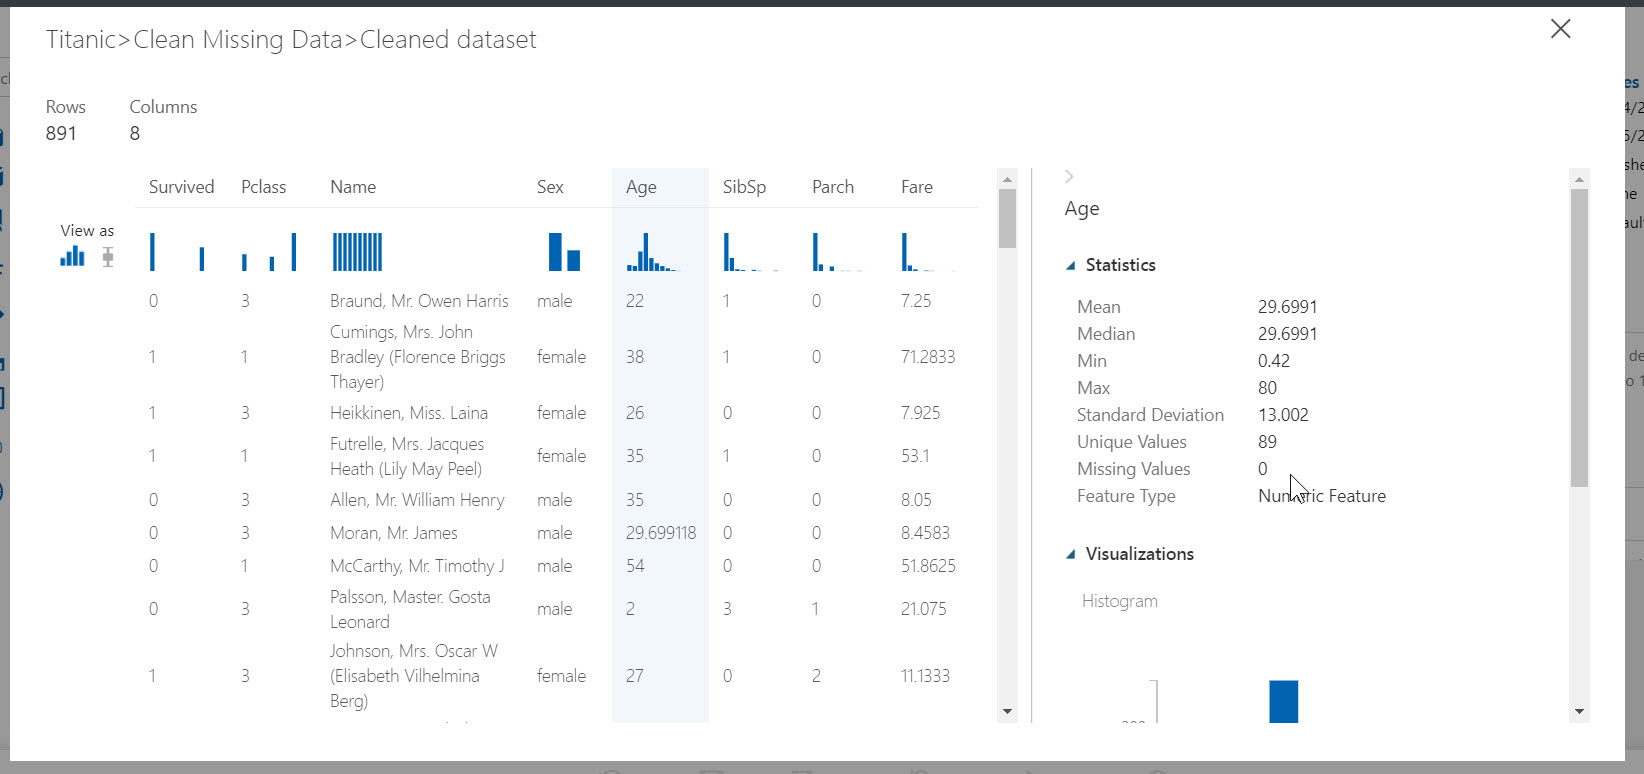 Titanic>Clean Missing Data>Cleaned dataset
Rows Columns
891 8
Survived Pclass Name Sex Age SibSp Parch Fare
View as
0 3 Braund, Mr. Owen Harris male 22 1 0 7.25
Cumings, Mrs. John
1 1 Bradley (Florence Briggs female 38 1 0 71.2833
Thayer)
1 3 Heikkinen, Miss. Laina female 26 0 0 7.925
Futrelle, Mrs. Jacques
1 1 Heath (Lily May Peel) female 35 1 0 53.1
0 3 Allen, Mr. William Henry male 35 0 0 8.05
0 3 Moran, Mr. James male 29.699118 0 0 8.4583
0 1 McCarthy, Mr. Timothy J male 54 0 0 51.8625
Palsson, Master. Gosta
0 3 Leonard male 2 3 1 21.075
Johnson, Mrs. Oscar W
1 3 (Elisabeth Vilhelmina female 27 0 2 11.1333
Berg)
Age
Statistics
Mean 29.6991
Median 29.6991
Min 0.42
Max 80
Standard Deviation 13.002
Unique Values 89
Missing Values 0
Feature Type Numeric Feature
Visualizations
Histogram